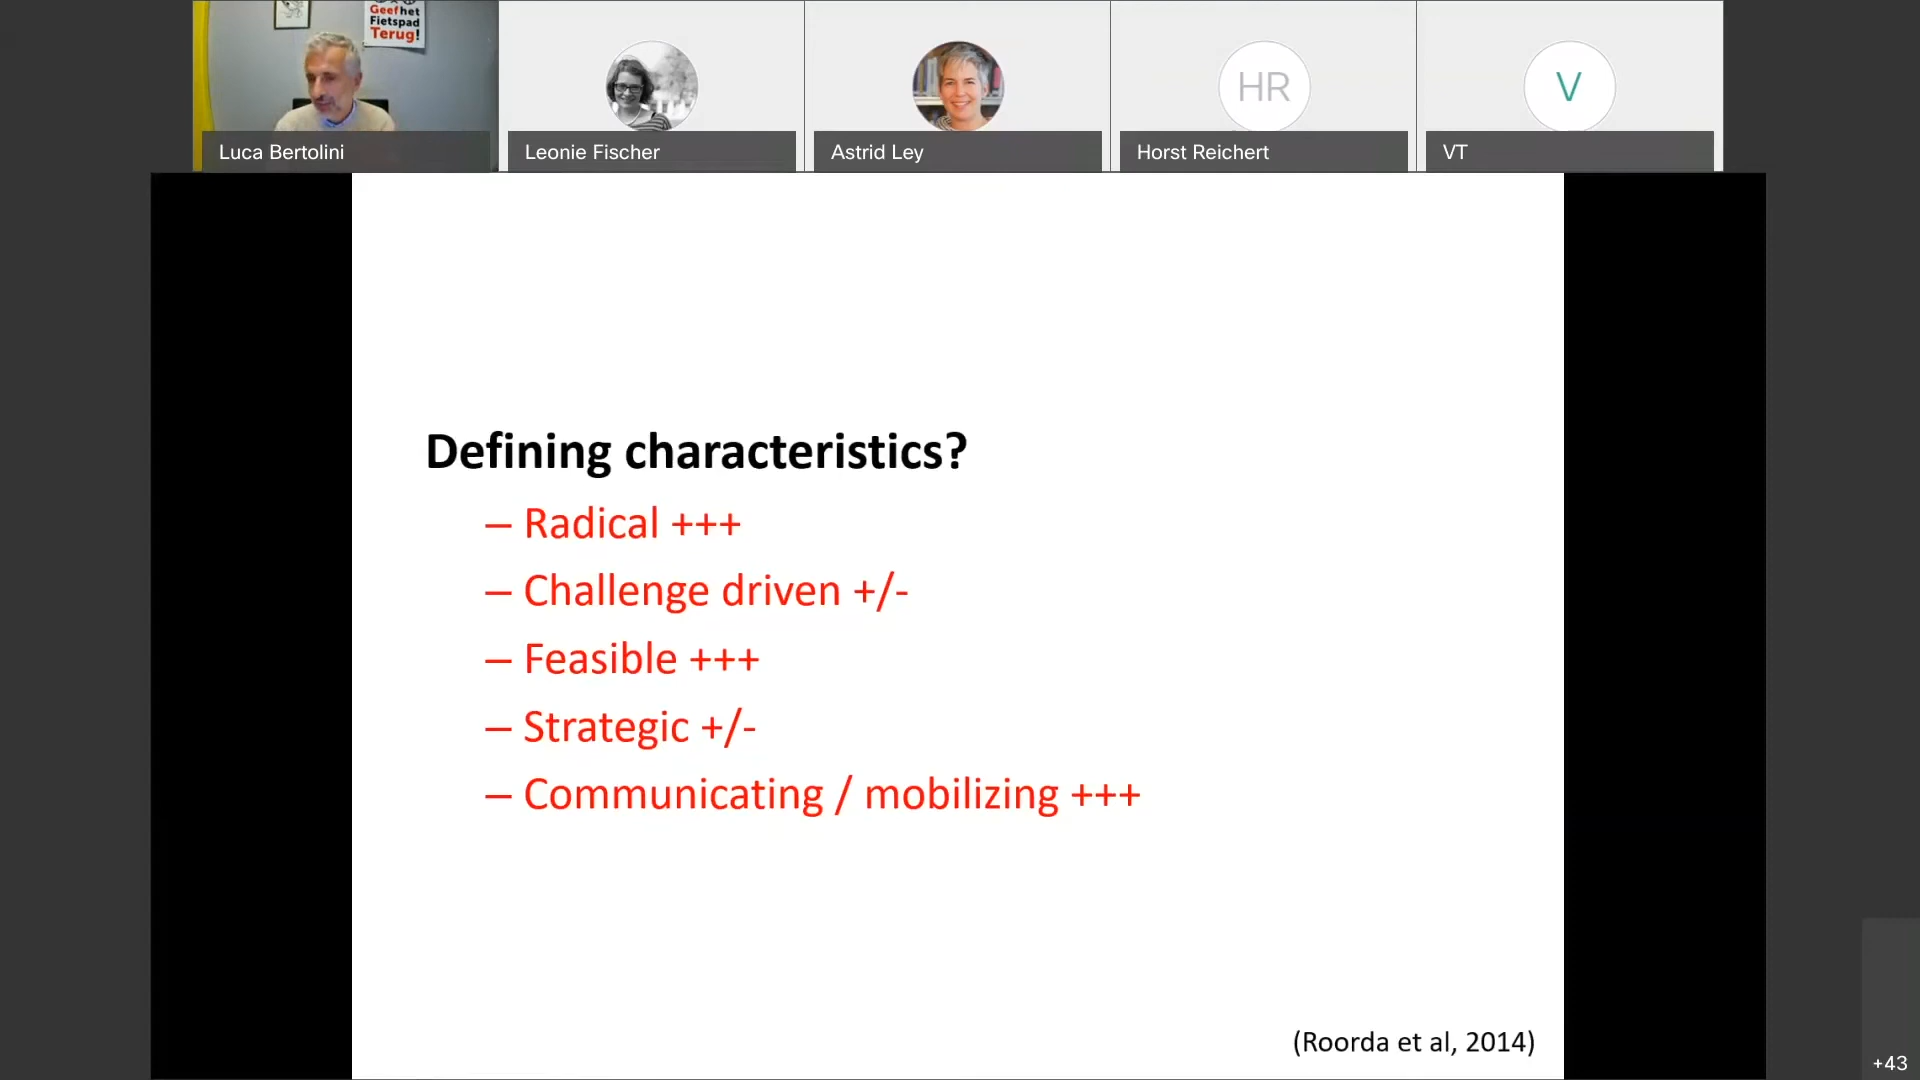 Geef het
Fietspad
Terug!
Luca Bertolini
Leonie Fischer
Astrid Ley
HR
Horst Reichert
V
VT
Defining characteristics?
– Radical +++
– Challenge driven +/-
– Feasible +++
– Strategic +/-
– Communicating / mobilizing +++
(Roorda et al, 2014)
+43